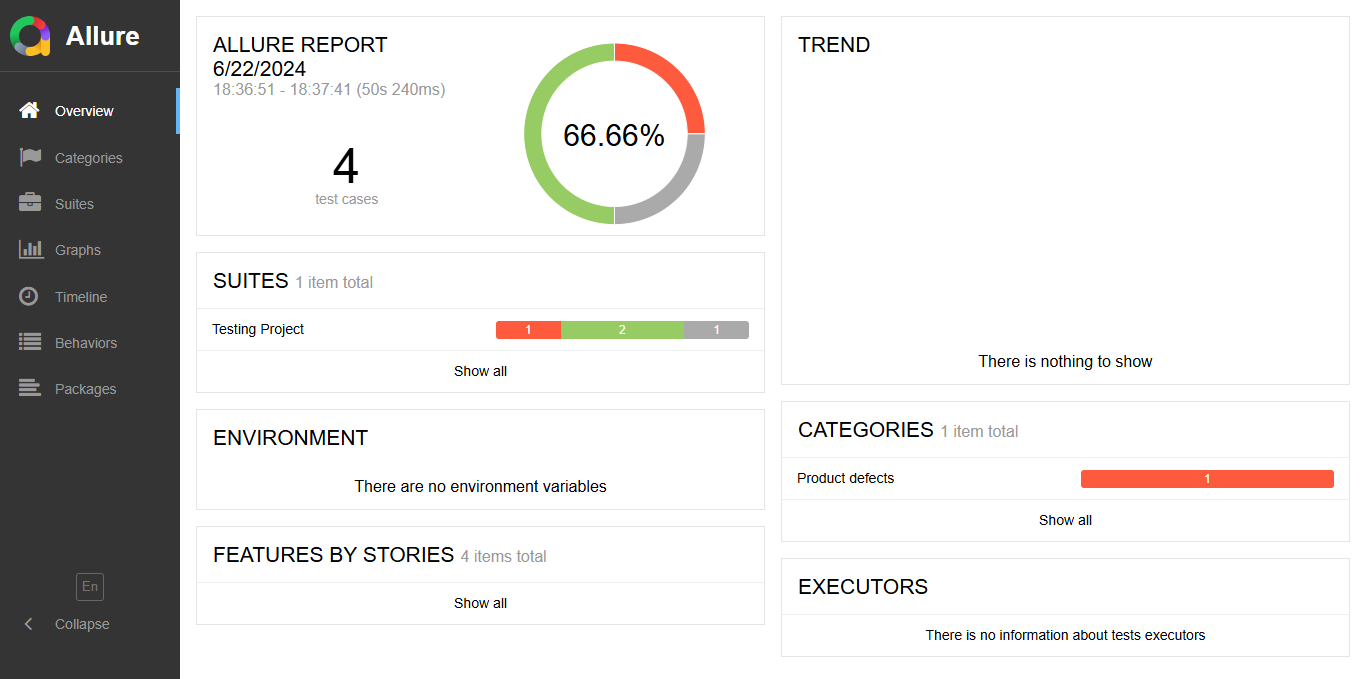 Allure
Overview
Categories
Suites
Graphs
Timeline
Behaviors
Packages
En
Collapse
ALLURE REPORT
6/22/2024
18:36:51 - 18:37:41 (50s 240ms)
4
test cases
66.66%
SUITES 1 item total
Testing Project 1 2 1
Show all
ENVIRONMENT
There are no environment variables
FEATURES BY STORIES 4 items total
Show all
TREND
There is nothing to show
CATEGORIES 1 item total
Product defects 1
Show all
EXECUTORS
There is no information about tests executors